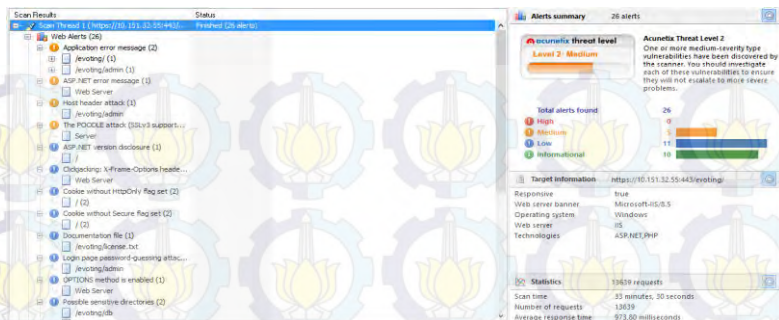 Scan Results Status
Scan Thread 1 ( https://10.151.32.55:443/... Finished (26 alerts)
Web Alerts (26)
Application error message (2)
/evoting/ (1)
/evoting/admin (1)
ASP.NET error message (1)
Web Server
Host header attack (1)
/evoting/admin
The POODLE attack (SSLv3 support...
Server
ASP.NET version disclosure (1)
/
Clickjacking: X-Frame-Options heade...
Web Server
Cookie without HttpOnly flag set (2)
/ (2)
Cookie without Secure flag set (2)
/ (2)
Documentation file (1)
/evoting/license.txt
Login page password-guessing attac...
/evoting/admin
OPTIONS method is enabled (1)
Web Server
Possible sensitive directories (2)
/evoting/db
Alerts summary 26 alerts
acunetix threat level
Level 2: Medium
Acunetix Threat Level 2
One or more medium-severity type
vulnerabilities have been discovered by
the scanner. You should investigate
each of these vulnerabilities to ensure
they will not escalate to more severe
problems.
Total alerts found 26
High 0
Medium 5
Low 11
Informational 10
Target information https://10.151.32.55:443/evoting/
Responsive true
Web server banner Microsoft-IIS/8.5
Operating system Windows
Web server IIS
Technologies ASP.NET,PHP
Statistics 13639 requests
Scan time 33 minutes, 30 seconds
Number of requests 13639
Average response time 973.60 milliseconds